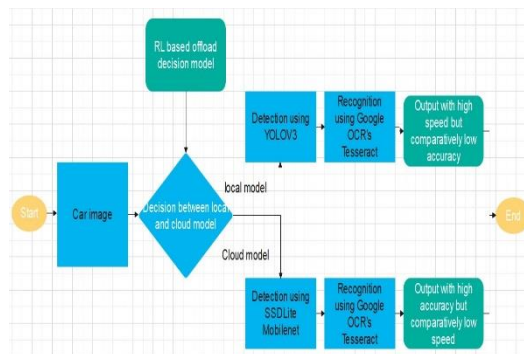 RL based offload
decision model
Detection using
YOLOV3
Recognition
using Google
OCR's
Tesseract
Output with high
speed but
comparatively low
accuracy
local model
Start
Car image
Decision between local
and cloud model
End
Cloud model
Detection using
SSDLite
Mobilenet
Recognition
using Google
OCR's
Tesseract
Output with high
accuracy but
comparatively low
speed